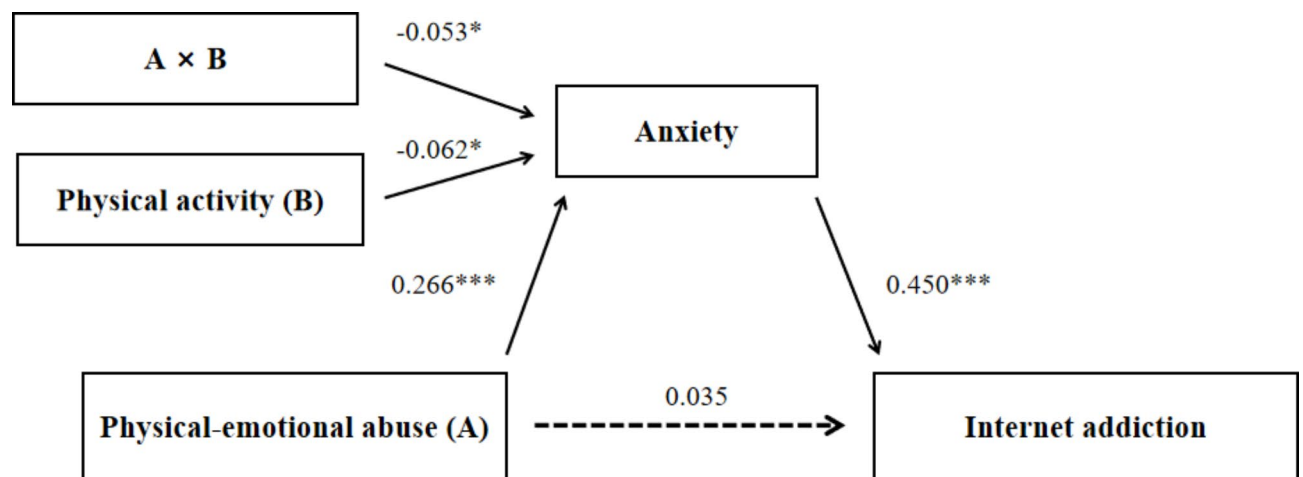 -0.053*
A × B
Anxiety
-0.062*
Physical activity (B)
0.266***
0.450***
0.035
Physical-emotional abuse (A)
Internet addiction